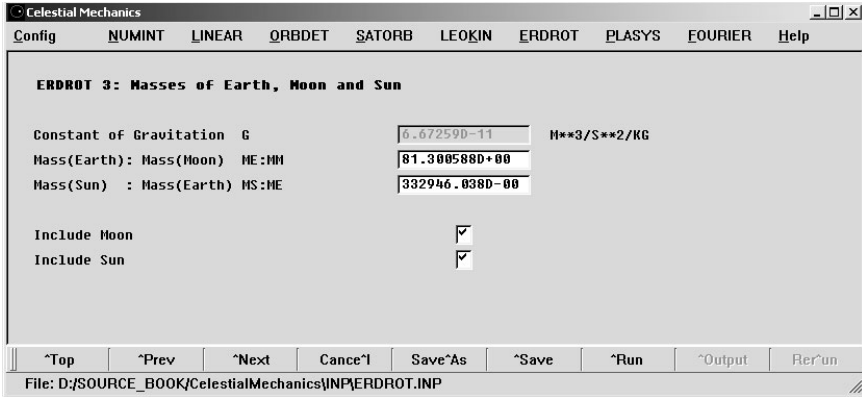 Celestial Mechanics
Config NUMINT LINEAR ORBDET SATORB LEOKIN ERDROT PLASYS FOURIER Help
ERDROT 3: Masses of Earth, Moon and Sun
Constant of Gravitation G 6.67259D-11 M**3/S**2/KG
Mass(Earth): Mass(Moon) ME:MM 81.300588D+00
Mass(Sun) : Mass(Earth) MS:ME 332946.038D-00
Include Moon
Include Sun
^Top ^Prev ^Next Cance^l Save^As ^Save ^Run ^Output Rer^un
File: D:/SOURCE_BOOK/CelestialMechanics\INP\ERDROT.INP